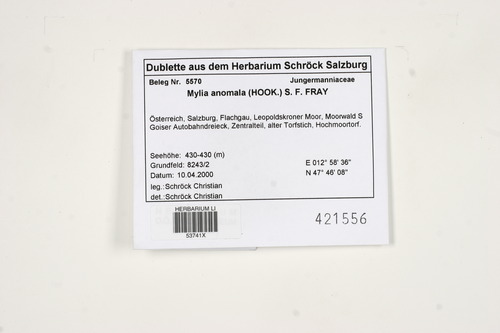 Dublette aus dem Herbarium Schröck Salzburg
Beleg Nr. 5570 Jungermanniaceae
Mylia anomala (HOOK.) S. F. FRAY
Österreich, Salzburg, Flachgau, Leopoldskroner Moor, Moorwald S
Goiser Autobahndreieck, Zentralteil, alter Torfstich, Hochmoortorf.
Seehöhe: 430-430 (m) E 012° 58' 36"
Grundfeld: 8243/2 N 47° 46' 08"
Datum: 10.04.2000
leg.:Schröck Christian
det.:Schröck Christian
HERBARIUM LI
53741X
421556